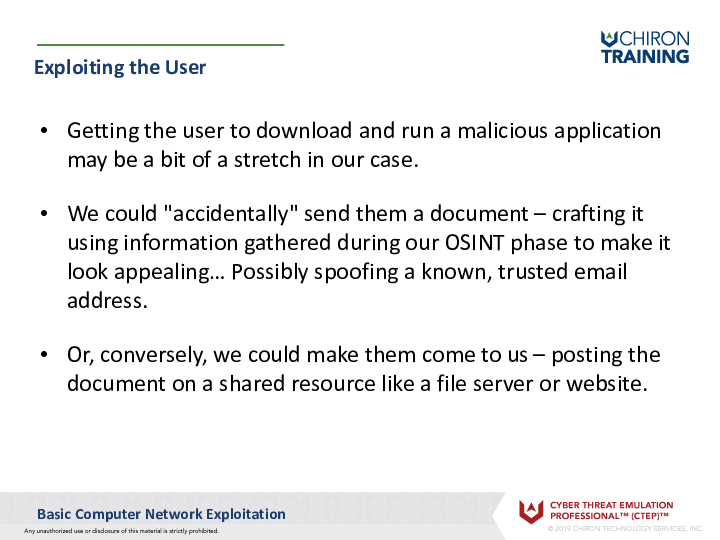 CHIRON
TRAINING
Exploiting the User
• Getting the user to download and run a malicious application
may be a bit of a stretch in our case.
• We could "accidentally" send them a document – crafting it
using information gathered during our OSINT phase to make it
look appealing… Possibly spoofing a known, trusted email
address.
• Or, conversely, we could make them come to us – posting the
document on a shared resource like a file server or website.
Basic Computer Network Exploitation
Any unauthorized use or disclosure of this material is strictly prohibited.
CYBER THREAT EMULATION
PROFESSIONAL™ (CTEP)™
© 2019 CHIRON TECHNOLOGY SERVICES, INC.